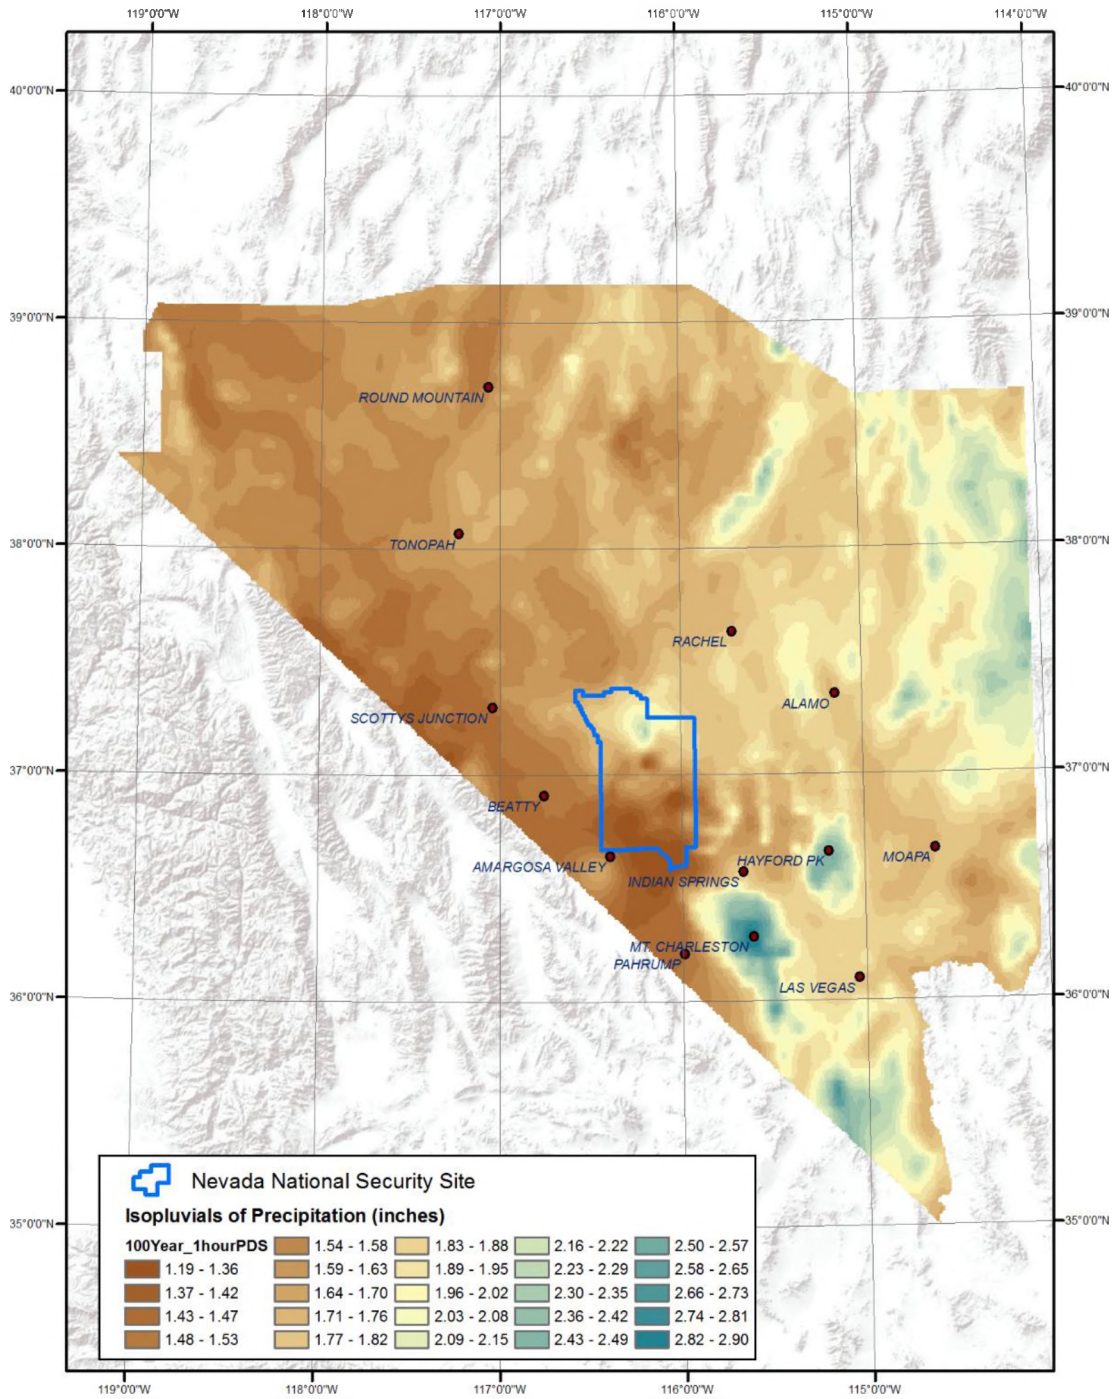 119°0'0"W 118°0'0"W 117°0'0"W 116°0'0"W 115°0'0"W 114°0'0"W
40°0'0"N 40°0'0"N
39°0'0"N 39°0'0"N
ROUND MOUNTAIN
TONOPAH
38°0'0"N 38°0'0"N
RACHEL
ALAMO
SCOTTYS JUNCTION
37°0'0"N 37°0'0"N
BEATTY
AMARGOSA VALLEY
HAYFORD PK
MOAPA
INDIAN SPRINGS
MT. CHARLESTON
PAHRUMP
LAS VEGAS
36°0'0"N 36°0'0"N
Nevada National Security Site
Isopluvials of Precipitation (inches)
35°0'0"N 35°0'0"N
100Year_1hourPDS 1.54 - 1.58 1.83 - 1.88 2.16 - 2.22 2.50 - 2.57
1.19 - 1.36 1.59 - 1.63 1.89 - 1.95 2.23 - 2.29 2.58 - 2.65
1.37 - 1.42 1.64 - 1.70 1.96 - 2.02 2.30 - 2.35 2.66 - 2.73
1.43 - 1.47 1.71 - 1.76 2.03 - 2.08 2.36 - 2.42 2.74 - 2.81
1.48 - 1.53 1.77 - 1.82 2.09 - 2.15 2.43 - 2.49 2.82 - 2.90
119°0'0"W 118°0'0"W 117°0'0"W 116°0'0"W 115°0'0"W